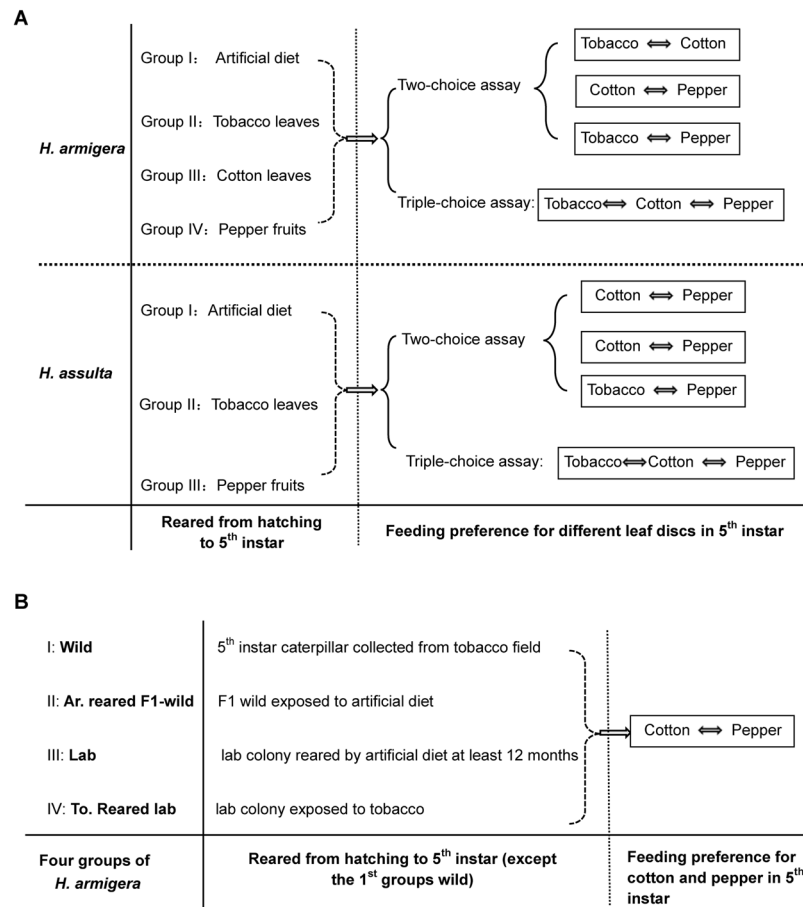 A
Group I: Artificial diet
Group II: Tobacco leaves
Group III: Cotton leaves
Group IV: Pepper fruits
H. armigera
Two-choice assay
Tobacco ⇔ Cotton
Cotton ⇔ Pepper
Tobacco ⇔ Pepper
Triple-choice assay:
Tobacco ⇔ Cotton ⇔ Pepper
Group I: Artificial diet
Group II: Tobacco leaves
Group III: Pepper fruits
H. assulta
Two-choice assay
Cotton ⇔ Pepper
Cotton ⇔ Pepper
Tobacco ⇔ Pepper
Triple-choice assay:
Tobacco ⇔ Cotton ⇔ Pepper
Reared from hatching
to 5th instar
Feeding preference for different leaf discs in 5th instar
B
I: Wild
5th instar caterpillar collected from tobacco field
II: Ar. reared F1-wild
F1 wild exposed to artificial diet
III: Lab
lab colony reared by artificial diet at least 12 months
IV: To. Reared lab
lab colony exposed to tobacco
Cotton ⇔ Pepper
Four groups of
H. armigera
Reared from hatching to 5th instar (except
the 1st groups wild)
Feeding preference for
cotton and pepper in 5th
instar